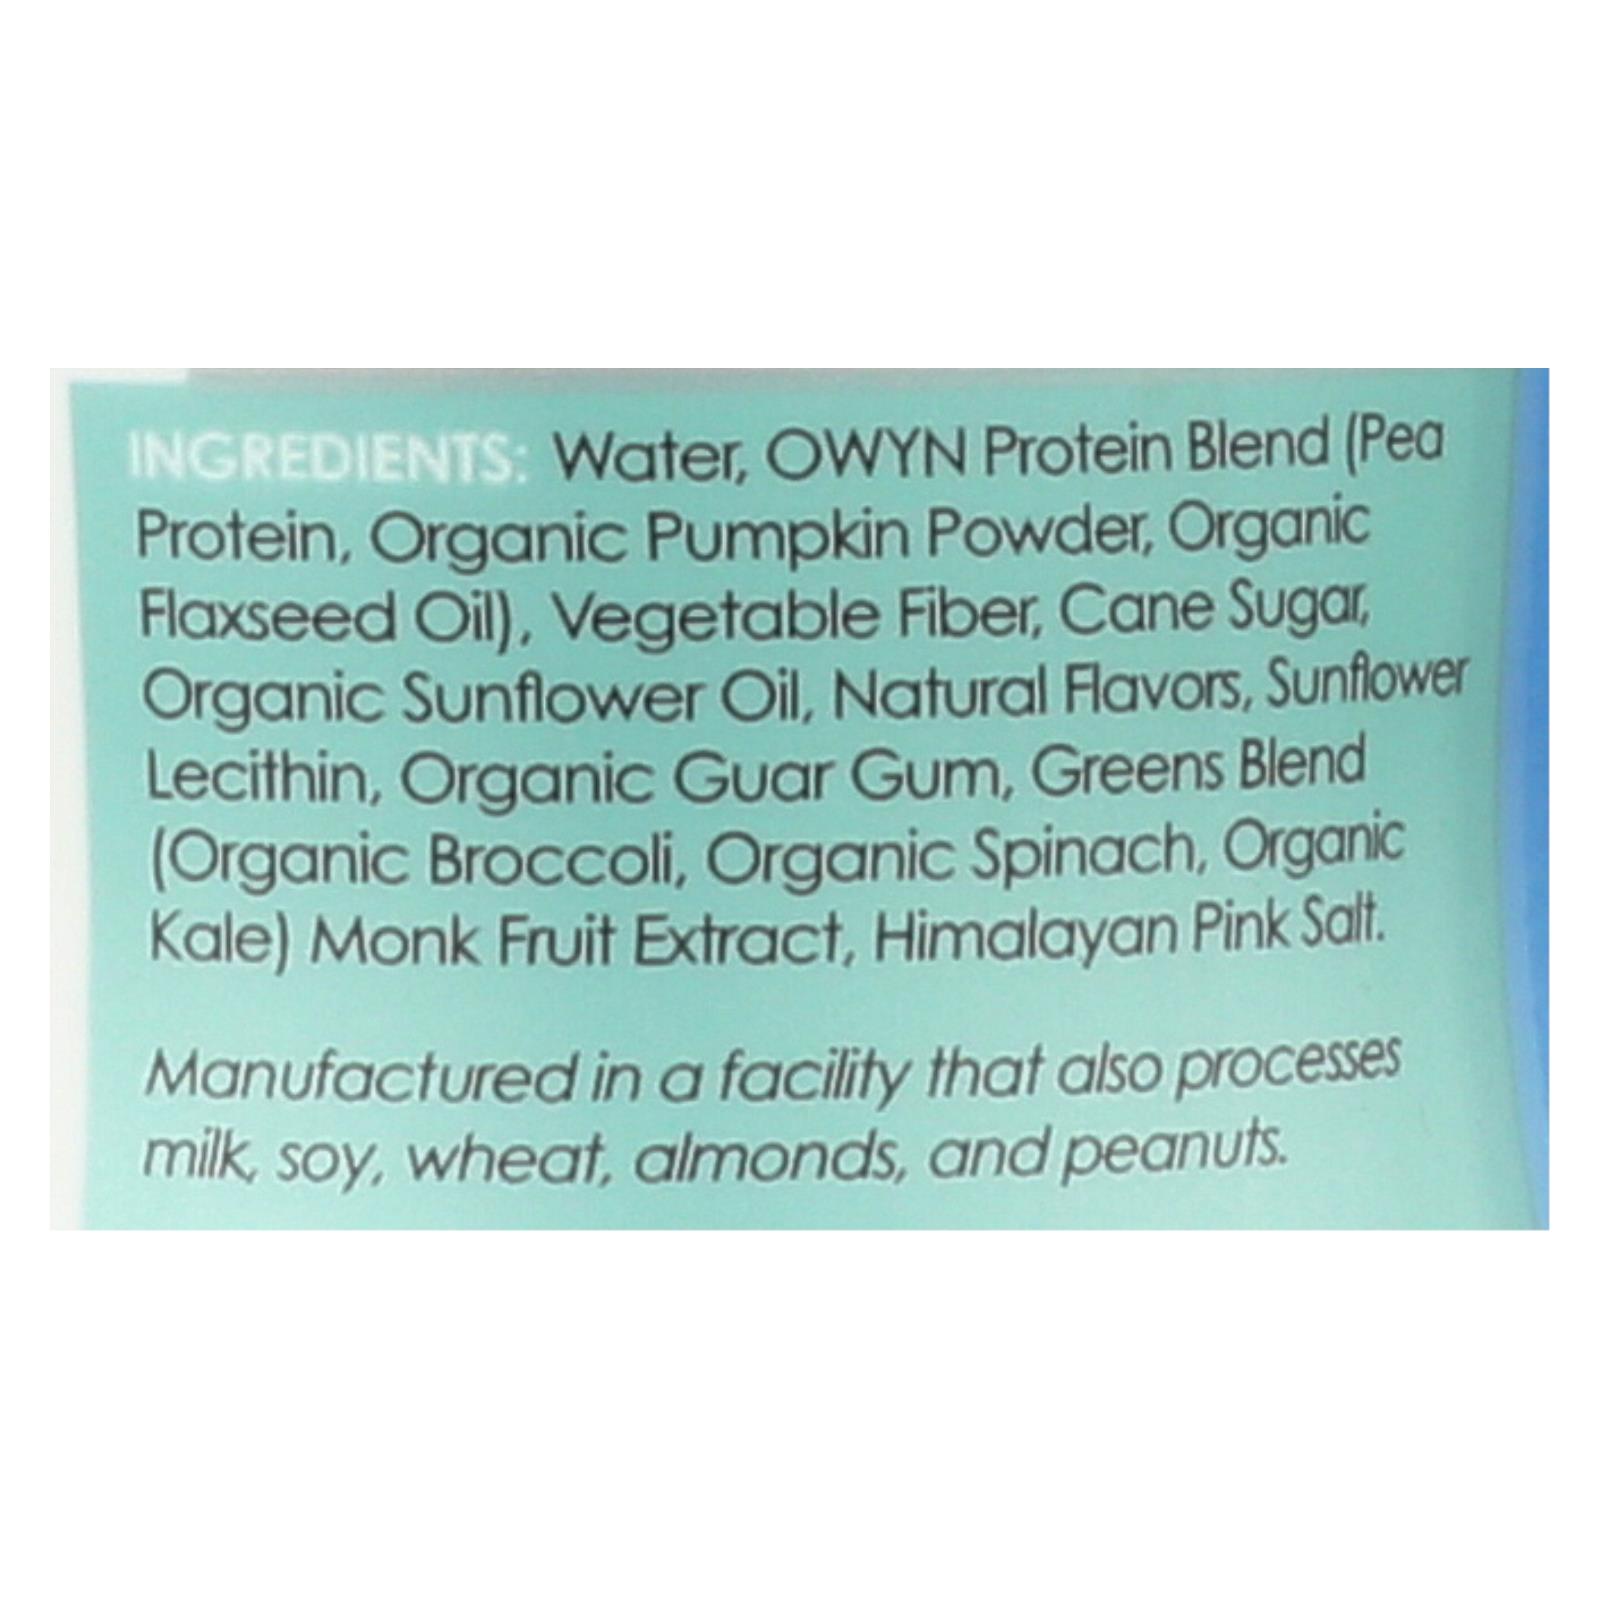 INGREDIENTS: Water, OWYN Protein Blend (Pea
Protein, Organic Pumpkin Powder, Organic
Flaxseed Oil), Vegetable Fiber, Cane Sugar,
Organic Sunflower Oil, Natural Flavors, Sunflower
Lecithin, Organic Guar Gum, Greens Blend
(Organic Broccoli, Organic Spinach, Organic
Kale) Monk Fruit Extract, Himalayan Pink Salt.
Manufactured in a facility that also processes
milk, soy, wheat, almonds, and peanuts.